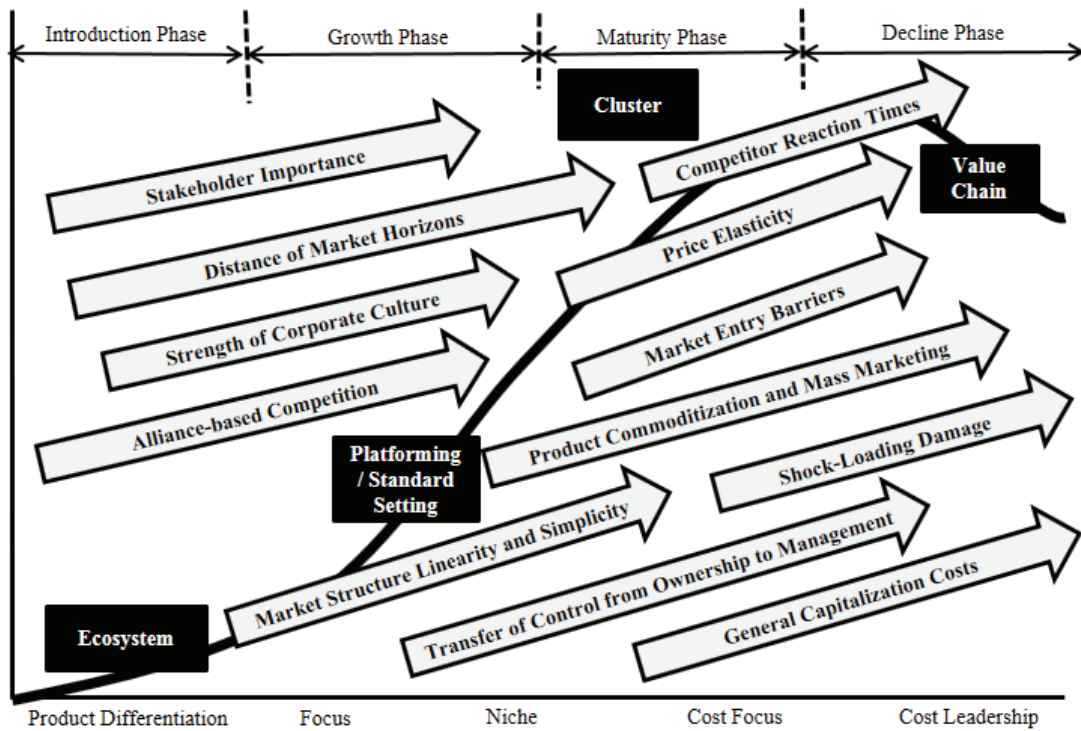 Introduction Phase
Growth Phase
Maturity Phase
Decline Phase
Cluster
Competitor Reaction Times
Stakeholder Importance
Value
Chain
Distance of Market Horizons
Price Elasticity
Strength of Corporate Culture
Market Entry Barriers
Alliance-based Competition
Product Commoditization and Mass Marketing
Platforming
/ Standard
Setting
Shock-Loading Damage
Market Structure Linearity and Simplicity
Transfer of Control from Ownership to Management
General Capitalization Costs
Ecosystem
Product Differentiation
Focus
Niche
Cost Focus
Cost Leadership